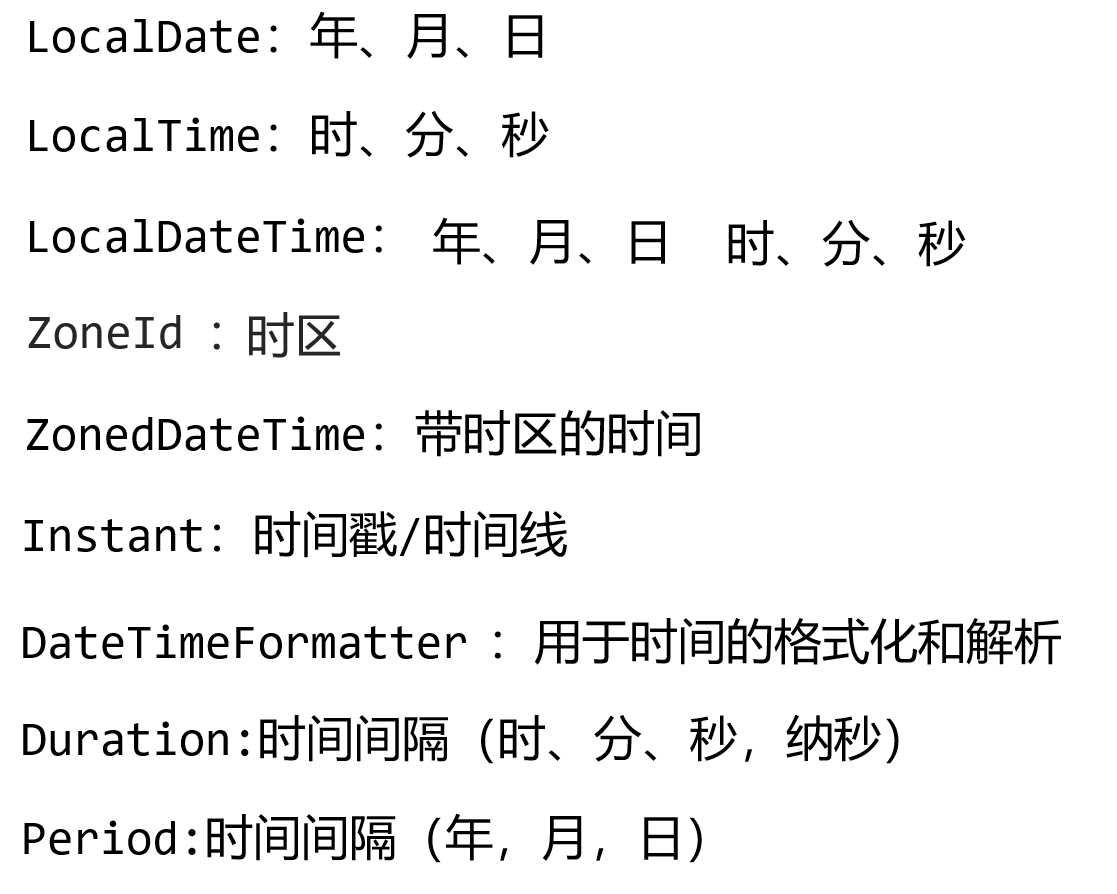 LocalDate：年、月、日
LocalTime：时、分、秒
LocalDateTime： 年、月、日 时、分、秒
ZoneId ：时区
ZonedDateTime：带时区的时间
Instant：时间戳/时间线
DateTimeFormatter ：用于时间的格式化和解析
Duration:时间间隔（时、分、秒，纳秒）
Period:时间间隔（年，月，日）